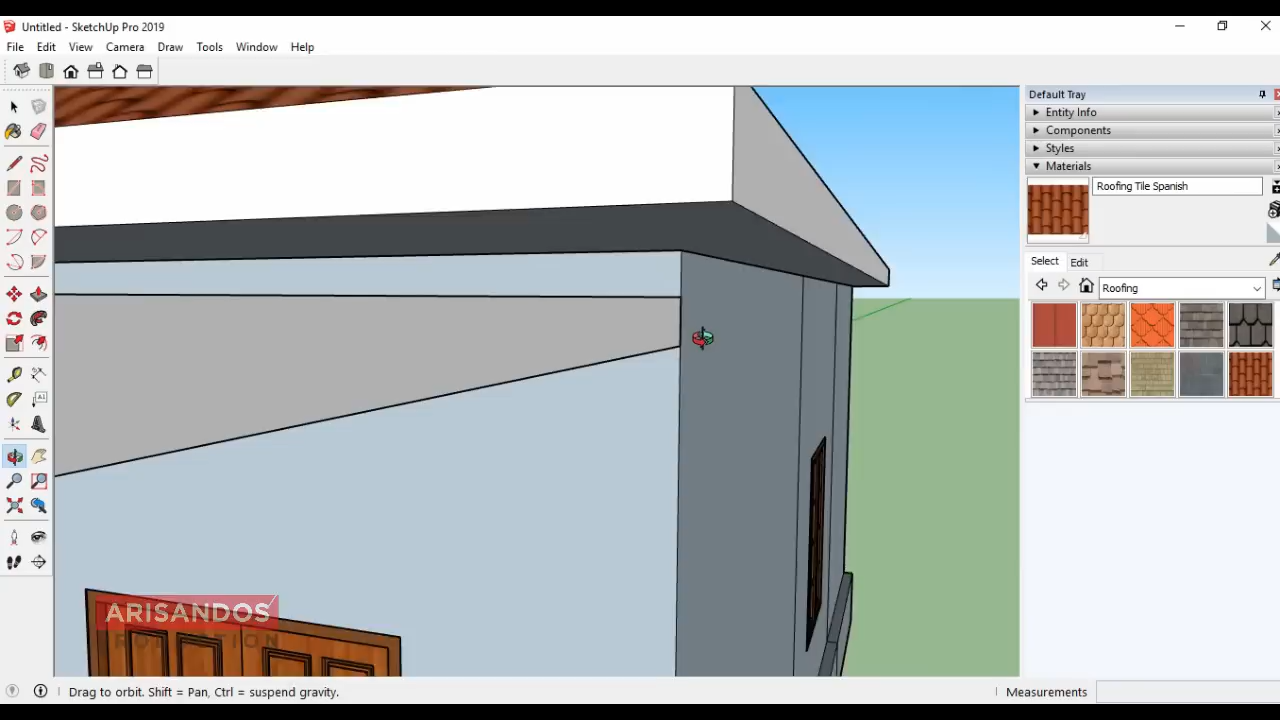 Untitled - SketchUp Pro 2019
File Edit View Camera Draw Tools Window Help
Default Tray
Entity Info
Components
Styles
Materials
Roofing Tile Spanish
Select Edit
Roofing
A1
ARISANDOS
Drag to orbit. Shift = Pan, Ctrl = suspend gravity.
Measurements